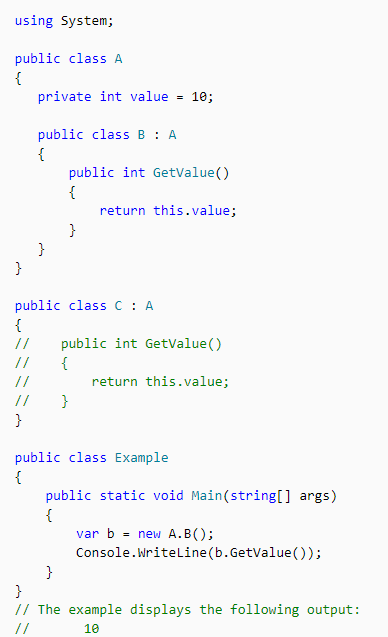 using System;

public class A
{
   private int value = 10;

   public class B : A
   {
       public int GetValue()
       {
           return this.value;
       }
   }
}

public class C : A
{
//    public int GetValue()
//    {
//        return this.value;
//    }
}

public class Example
{
    public static void Main(string[] args)
    {
        var b = new A.B();
        Console.WriteLine(b.GetValue());
    }
}
// The example displays the following output:
//       10